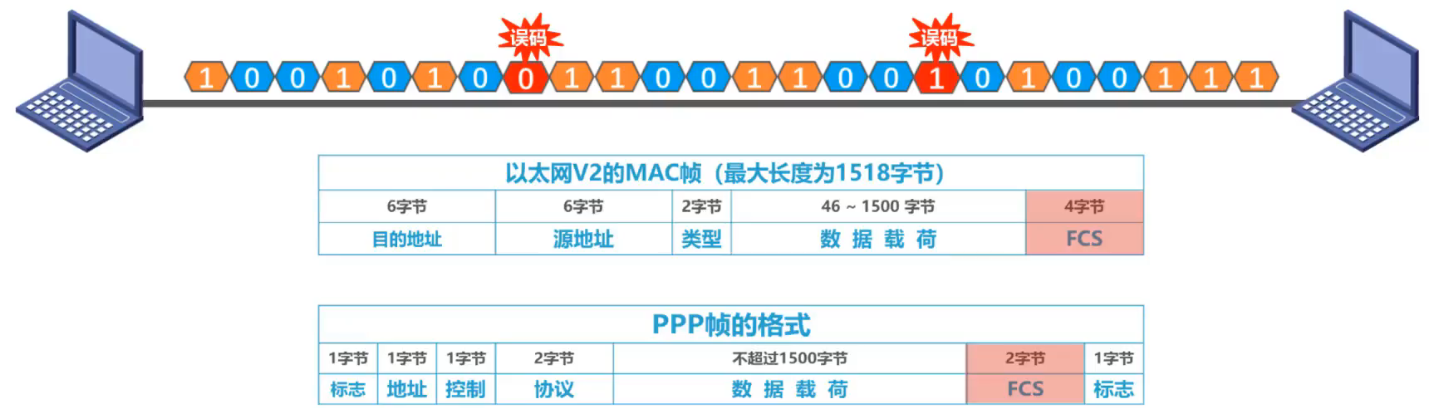 误码 误码
1 0 0 1 0 1 0 0 1 1 0 0 1 1 0 0 1 0 1 0 0 1 1 1
以太网V2的MAC帧（最大长度为1518字节）
6字节 6字节 2字节 46 ~ 1500 字节 4字节
目的地址 源地址 类型 数 据 载 荷 FCS
PPP帧的格式
1字节 1字节 1字节 2字节 不超过1500字节 2字节 1字节
标志 地址 控制 协议 数 据 载 荷 FCS 标志